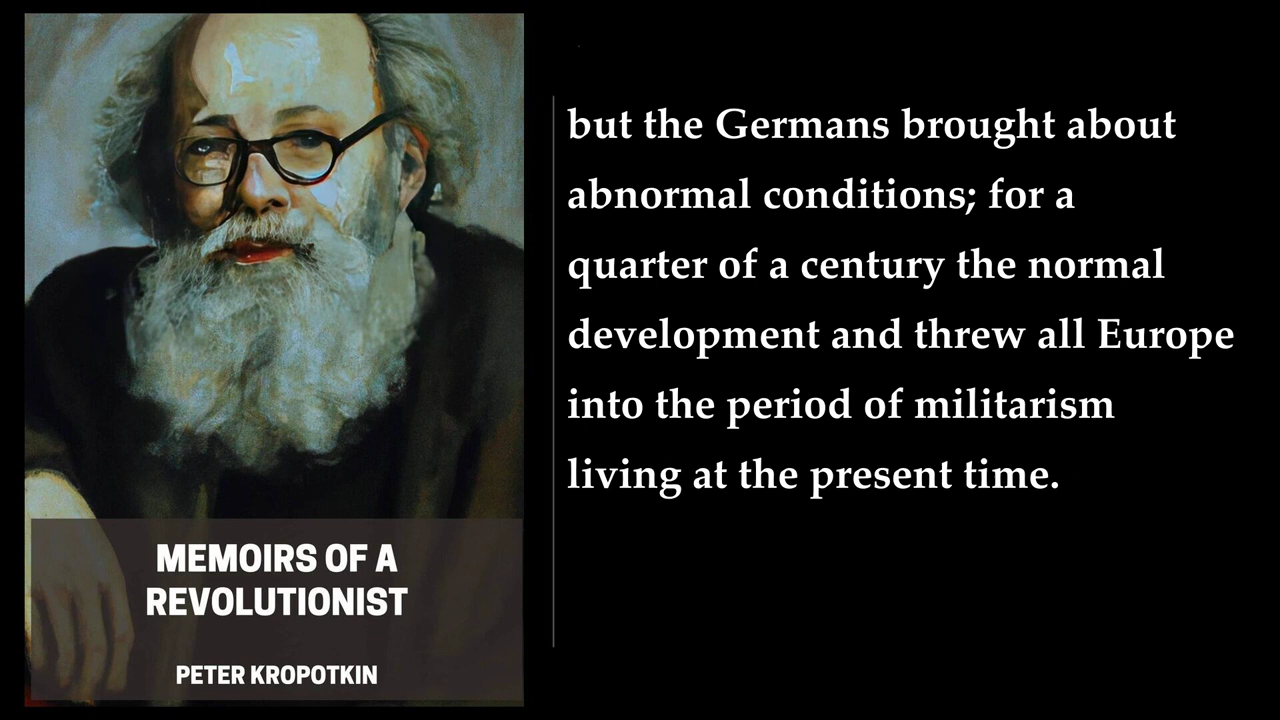 but the Germans brought about
abnormal conditions; for a
quarter of a century the normal
development and threw all Europe
into the period of militarism
living at the present time.
MEMOIRS OF A
REVOLUTIONIST
PETER KROPOTKIN